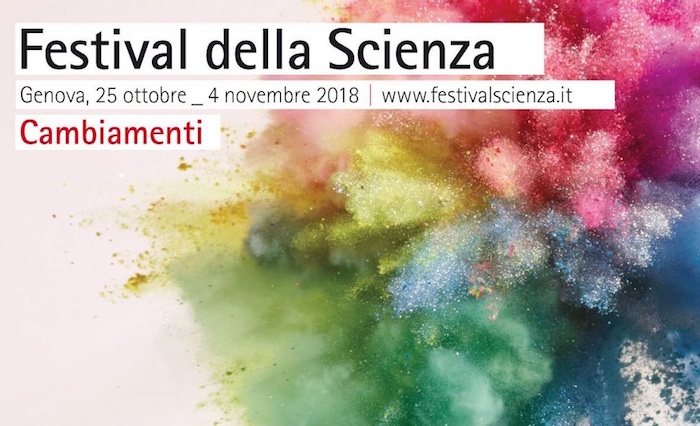 Festival della Scienza
Genova, 25 ottobre _ 4 novembre 2018 | www.festivalscienza.it
Cambiamenti